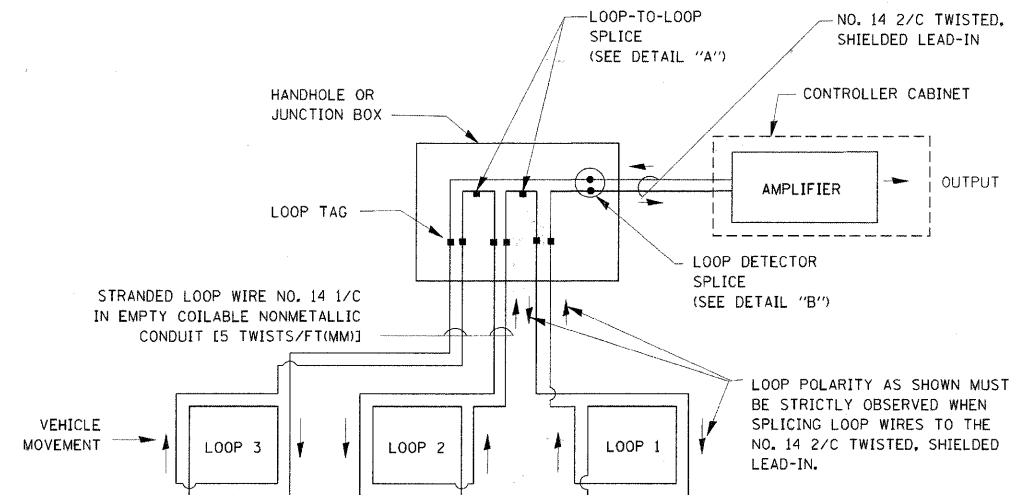 LOOP-TO-LOOP
SPLICE
(SEE DETAIL "A")
NO. 14 2/C TWISTED,
SHIELDED LEAD-IN
HANDHOLE OR
JUNCTION BOX
CONTROLLER CABINET
AMPLIFIER
OUTPUT
LOOP TAG
LOOP DETECTOR
SPLICE
(SEE DETAIL "B")
STRANDED LOOP WIRE NO. 14 1/C
IN EMPTY COILABLE NONMETALLIC
CONDUIT [5 TWISTS/FT(MM)]
LOOP POLARITY AS SHOWN MUST
BE STRICTLY OBSERVED WHEN
SPLICING LOOP WIRES TO THE
NO. 14 2/C TWISTED, SHIELDED
LEAD-IN.
VEHICLE
MOVEMENT
LOOP 3
LOOP 2
LOOP 1